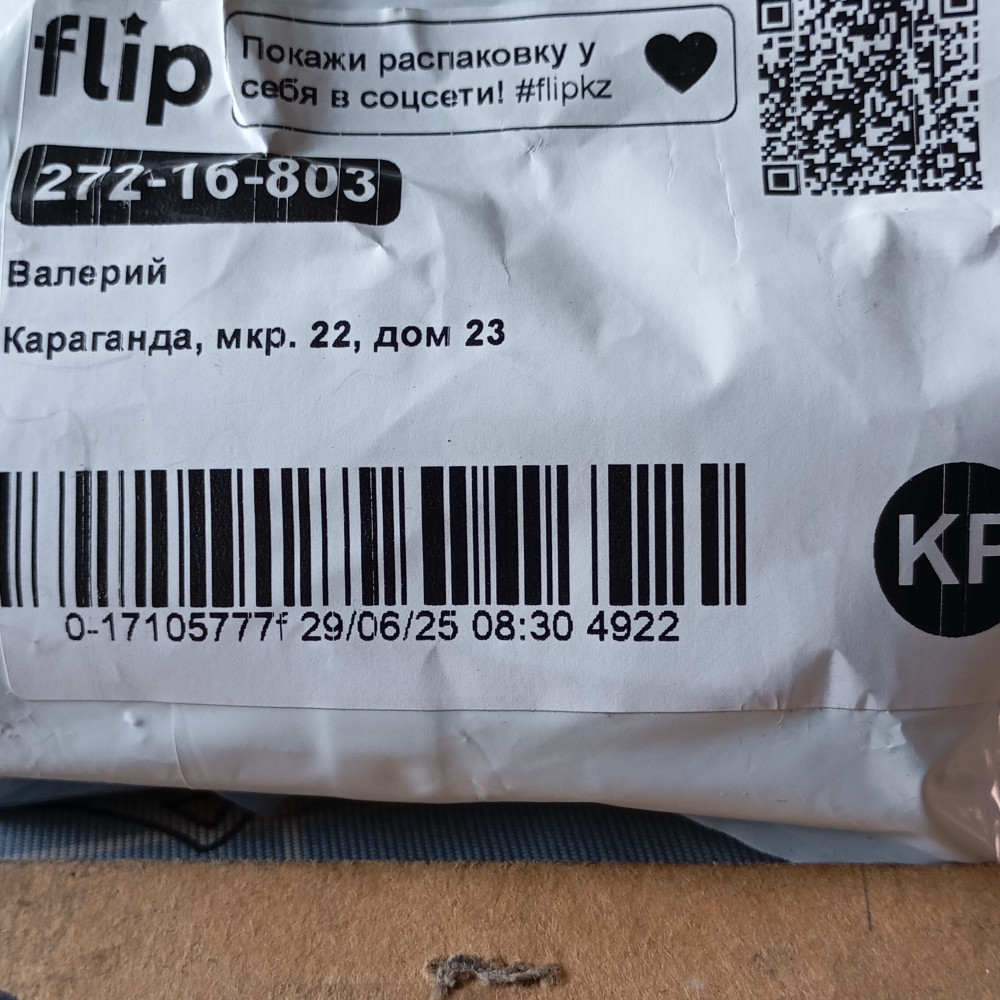 flip
Покажи распаковку у
себя в соцсети! #flipkz
272-16-803
Валерий
Караганда, мкр. 22, дом 23
0-17105777f 29/06/25 08:30 4922